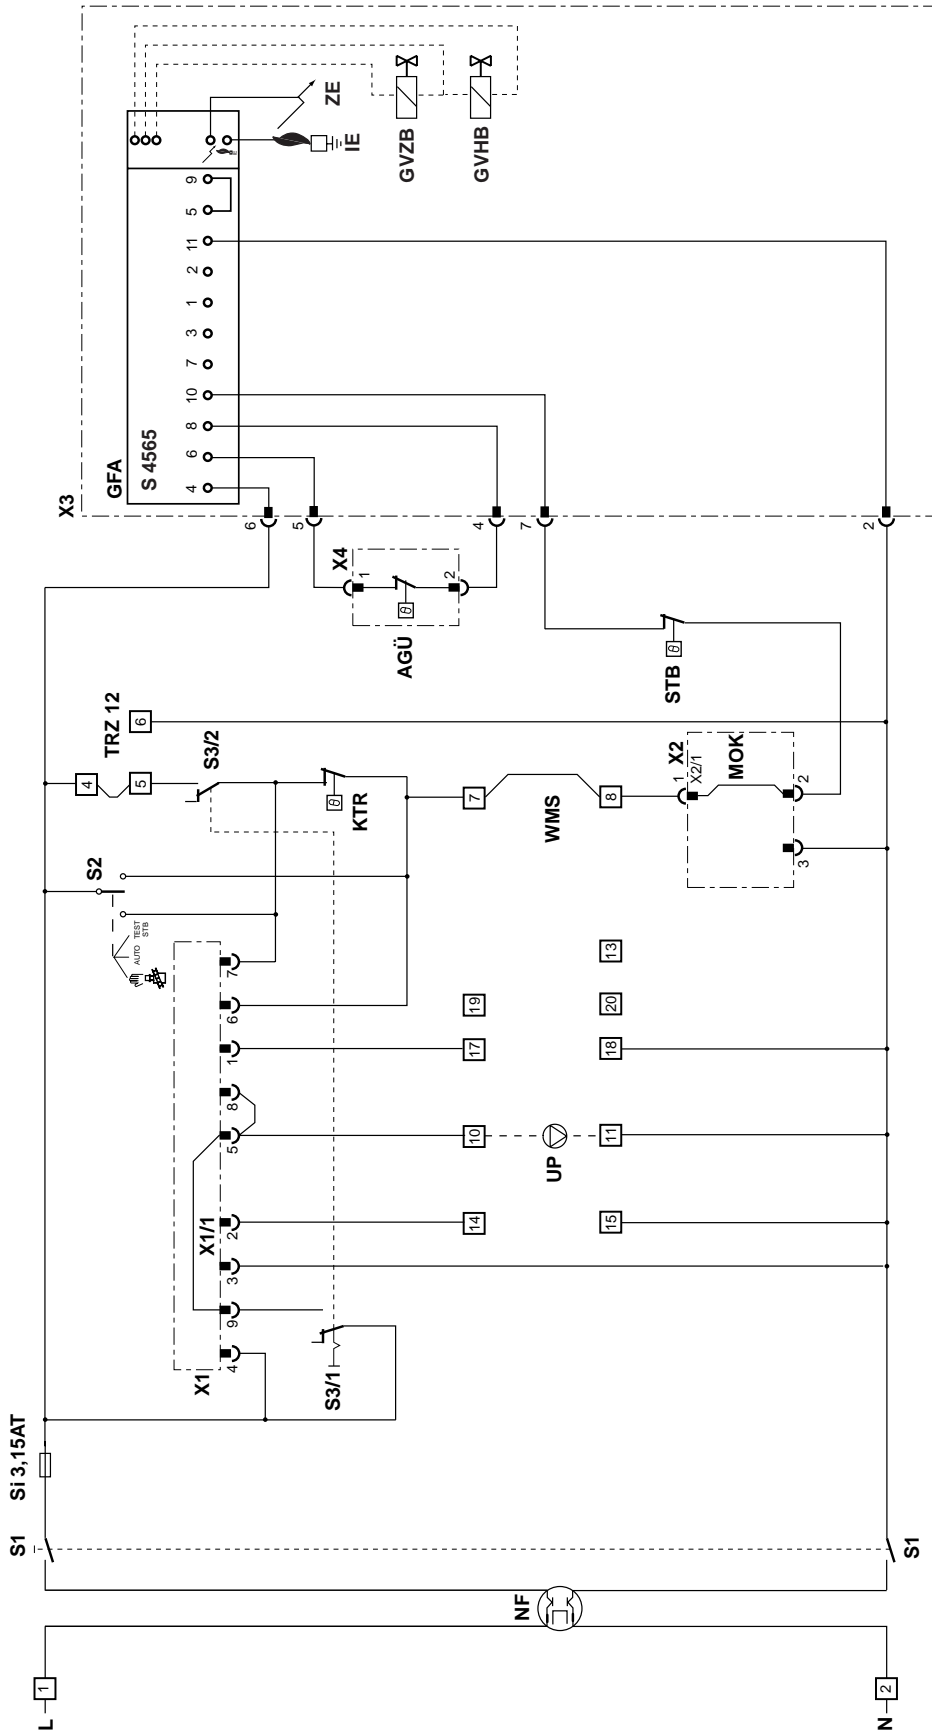 L
1
N
2
NF
S1
S1
Si 3,15AT
X1
4
9
3
2
5
8
1
6
7
X1/1
S3/1
14
15
10
11
UP
17
18
19
20
13
S2
AUTO
TEST
STB
TRZ 12
4
5
6
S3/2
θ
KTR
7
WMS
8
X2
1
X2/1
MOK
2
3
STB
θ
X4
1
2
θ
AGÜ
X3
6
5
4
7
2
GFA
S 4565
4
6
8
10
7
3
1
2
11
5
9
ZE
IE
GVZB
GVHB